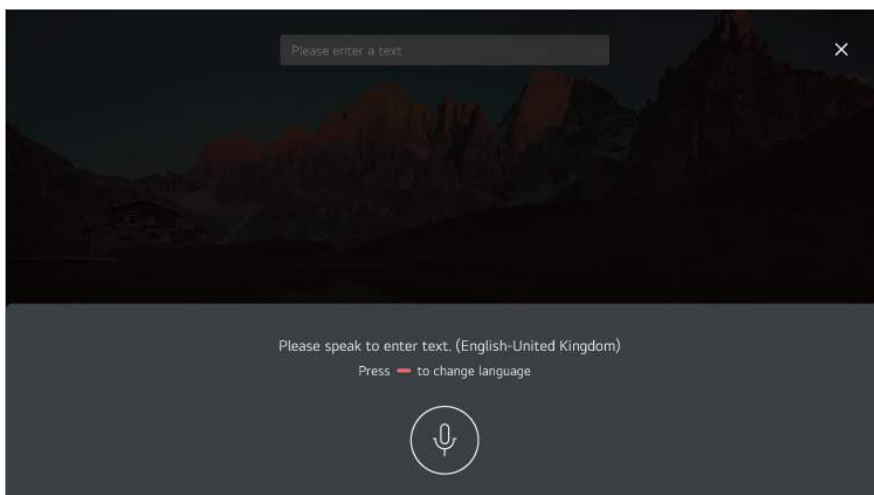 Please enter a text
Please speak to enter text. (English-United Kingdom)
Press to change language